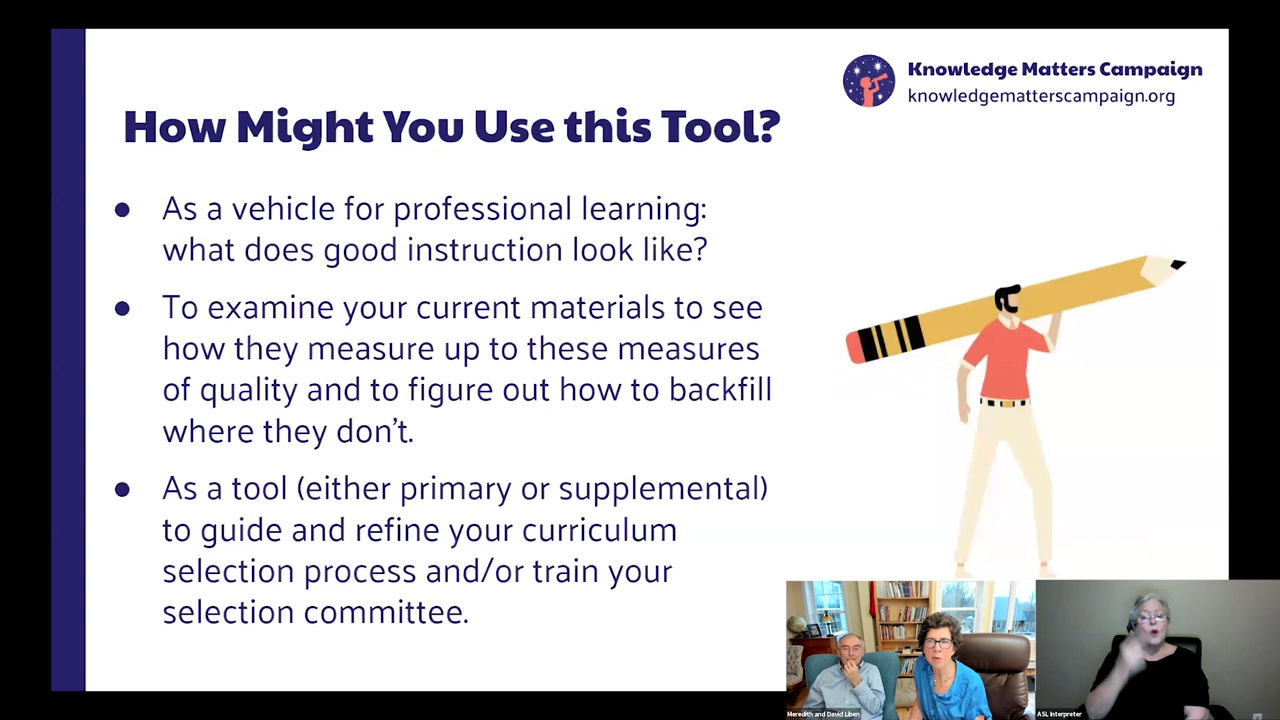 Knowledge Matters Campaign
knowledgematterscampaign.org
How Might You Use this Tool?
● As a vehicle for professional learning:
what does good instruction look like?
● To examine your current materials to see
how they measure up to these measures
of quality and to figure out how to backfill
where they don't.
● As a tool (either primary or supplemental)
to guide and refine your curriculum
selection process and/or train your
selection committee.
Meredith and David Liben
ASL Interpreter